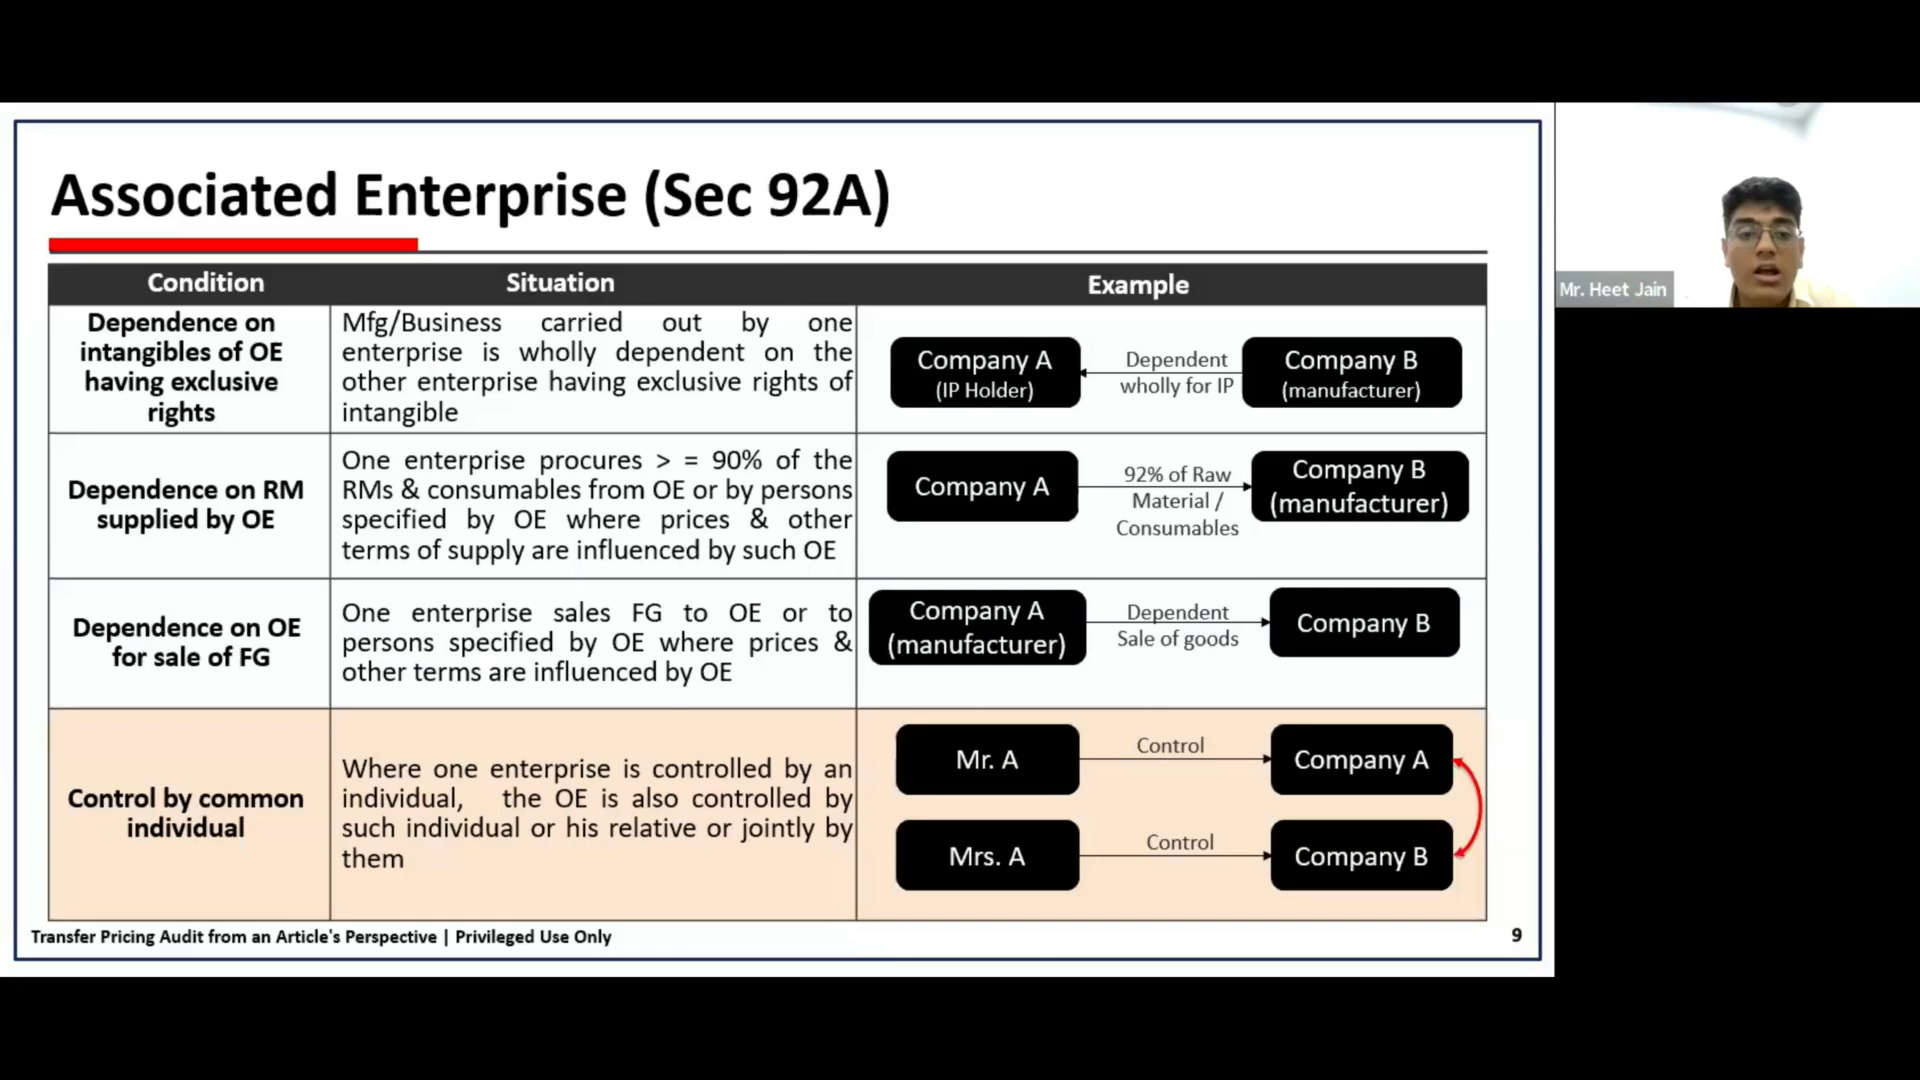 Associated Enterprise (Sec 92A)
Condition
Situation
Example
Dependence on
intangibles of OE
having exclusive
rights
Mfg/Business carried out by one
enterprise is wholly dependent on the
other enterprise having exclusive rights of
intangible
Company A
(IP Holder)
Dependent
wholly for IP
Company B
(manufacturer)
Dependence on RM
supplied by OE
One enterprise procures > = 90% of the
RMs & consumables from OE or by persons
specified by OE where prices & other
terms of supply are influenced by such OE
Company A
92% of Raw
Material /
Consumables
Company B
(manufacturer)
Dependence on OE
for sale of FG
One enterprise sales FG to OE or to
persons specified by OE where prices &
other terms are influenced by OE
Company A
(manufacturer)
Dependent
Sale of goods
Company B
Control by common
individual
Where one enterprise is controlled by an
individual, the OE is also controlled by
such individual or his relative or jointly by
them
Mr. A
Control
Company A
Mrs. A
Control
Company B
Transfer Pricing Audit from an Article's Perspective | Privileged Use Only
9
Mr. Heet Jain